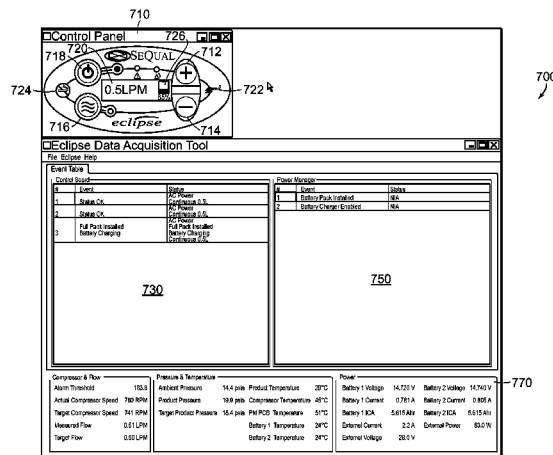 710
Control Panel
720
726
712
718
SEQUAL
700
724
0.5LPM
85%
722
716
eclipse
714
Eclipse Data Acquisition Tool
File Eclipse Help
Event Table
Control Board
# Event Status
1 Status OK AC Power
Continuous 0.5L
2 Status OK AC Power
Continuous 0.5L
3 Full Pack Installed
Battery Charging
AC Power
Full Pack Installed
Battery Charging
Continuous 0.5L
730
Power Manager
# Event Status
1 Battery Pack Installed N/A
2 Battery Charger Enabled N/A
750
Compressor & Flow
Alarm Threshold 183.8
Actual Compressor Speed 760 RPM
Target Compressor Speed 741 RPM
Measured Flow 0.61 LPM
Target Flow 0.50 LPM
Pressure & Temperature
Ambient Pressure 14.4 psia Product Temperature 20°C
Product Pressure 19.9 psia Compressor Temperature 46°C
Target Product Pressure 18.4 psia PM PCB Temperature 51°C
Battery 1 Temperature 24°C
Battery 2 Temperature 24°C
Power
Battery 1 Voltage 14.720 V Battery 2 Voltage 14.740 V
Battery 1 Current 0.781 A Battery 2 Current 0.806 A
Battery 1 ICA 5.615 Ahr Battery 2 ICA 5.615 Ahr
External Current 2.2 A External Power 63.0 W
External Voltage 29.0 V
770